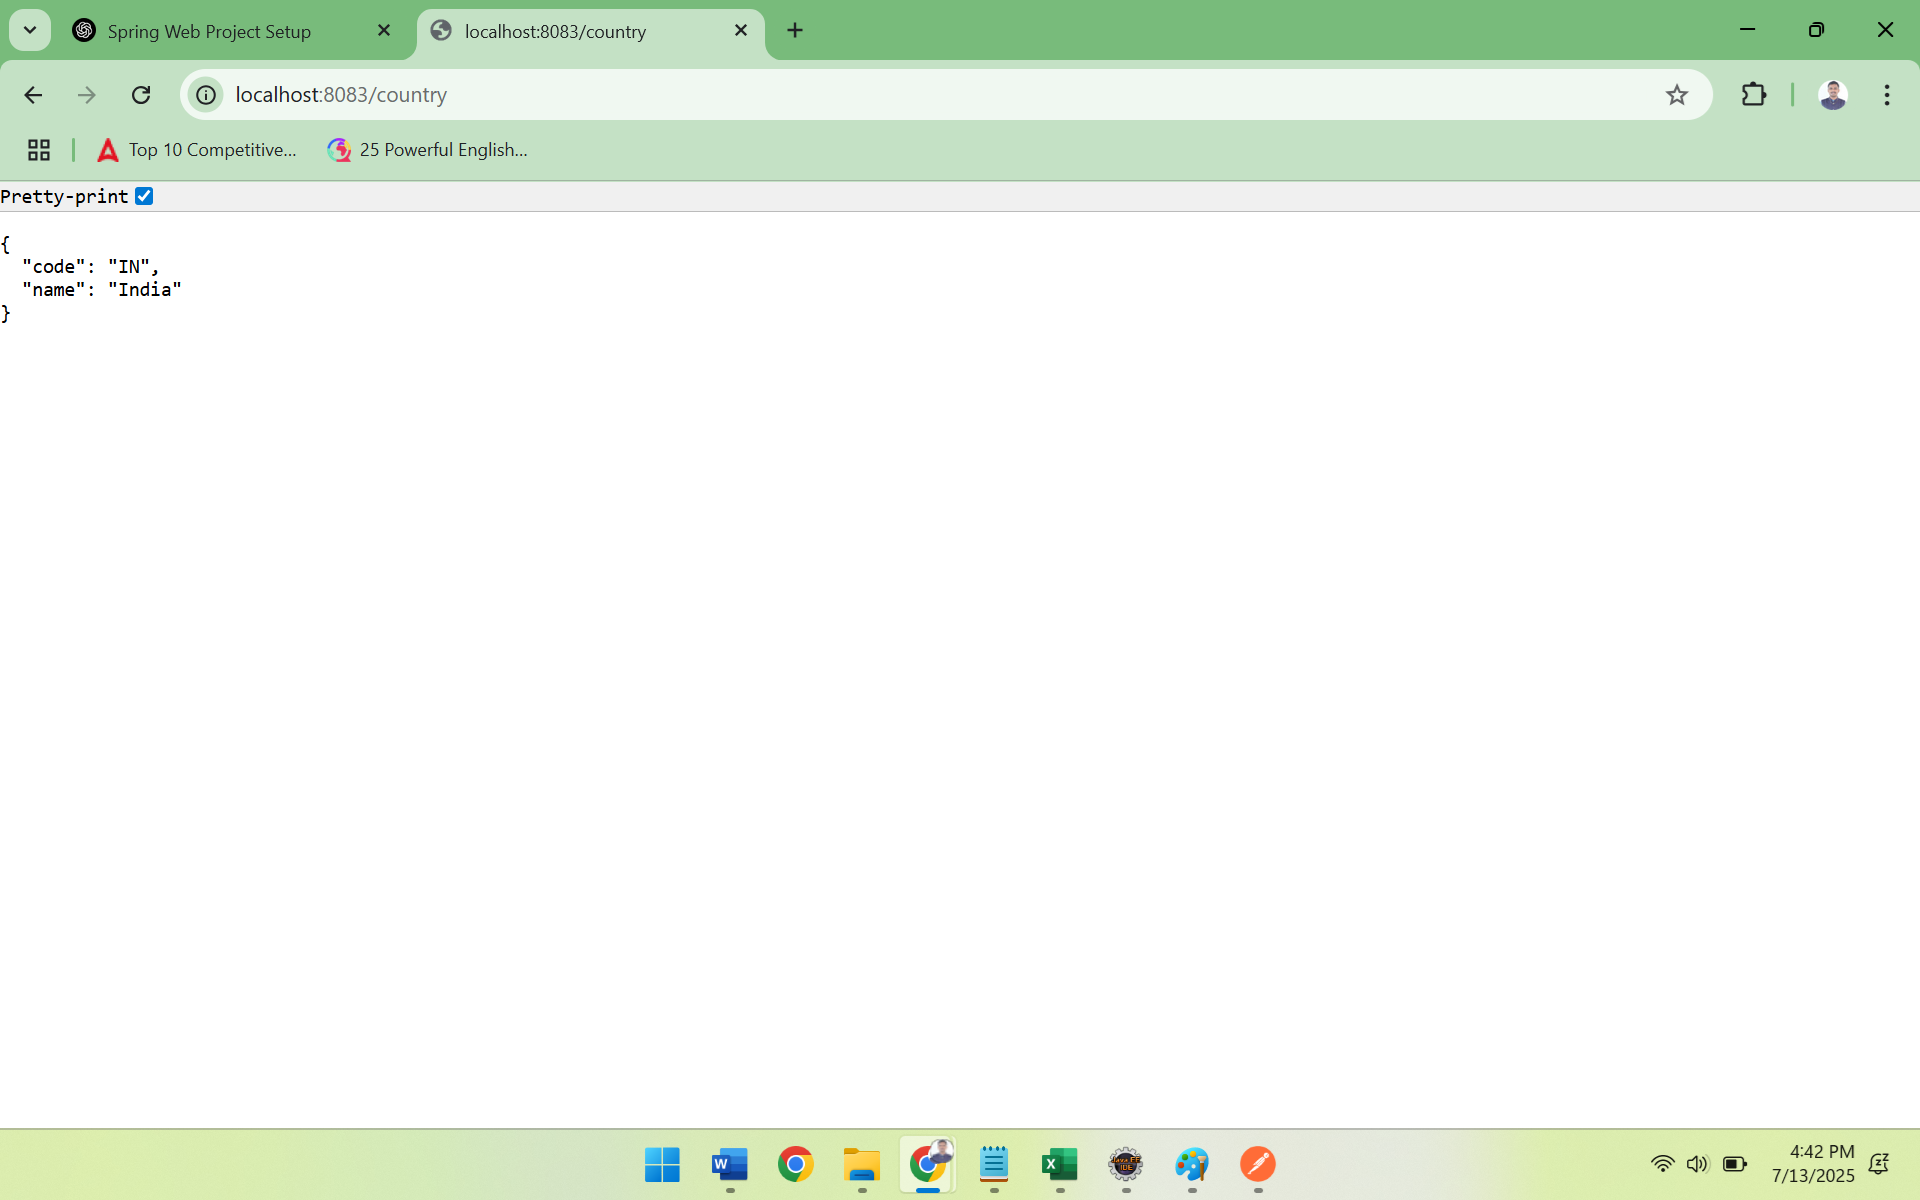 Spring Web Project Setup
localhost:8083/country
localhost:8083/country
Top 10 Competitive...
25 Powerful English...
Pretty-print
{
  "code": "IN",
  "name": "India"
}
4:42 PM
7/13/2025